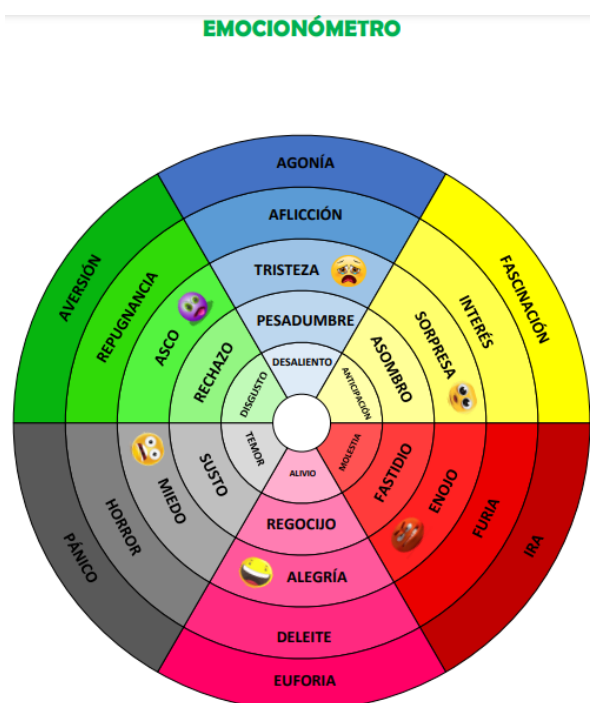 EMOCIONÓMETRO
AGONÍA
AFLICCIÓN
TRISTEZA
PESADUMBRE
DESALIENTO
FASCINACIÓN
INTERÉS
SORPRESA
ASOMBRO
ANTICIPACIÓN
IRA
FURIA
ENOJO
FASTIDIO
MOLESTIA
ALIVIO
REGOCIJO
ALEGRÍA
DELEITE
EUFORIA
PÁNICO
HORROR
MIEDO
SUSTO
TEMOR
AVERSIÓN
REPUGNANCIA
ASCO
RECHAZO
DISGUSTO